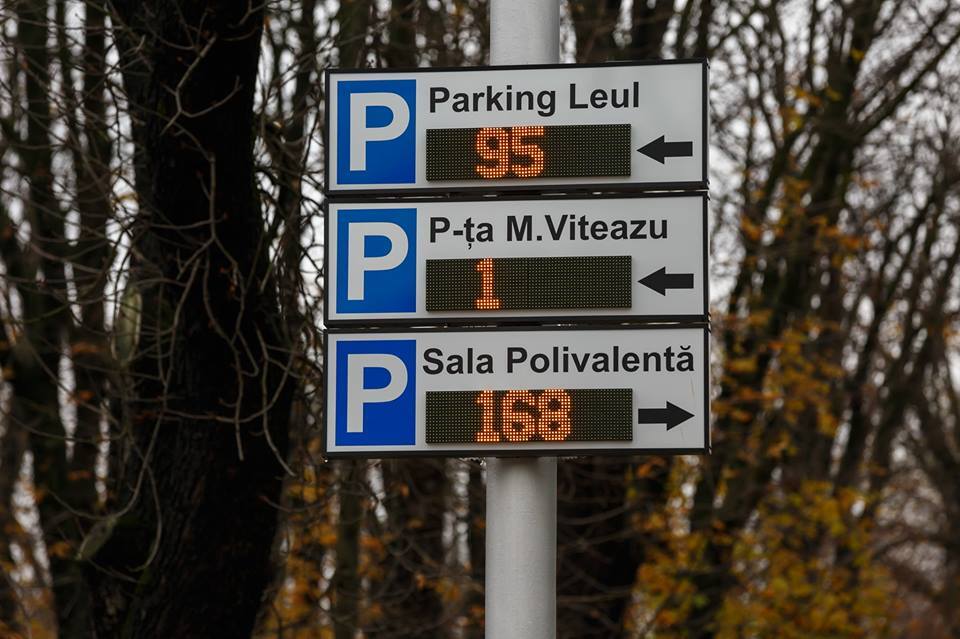 P Parking Leul
95
P P-ța M.Viteazu
1
P Sala Polivalentă
168